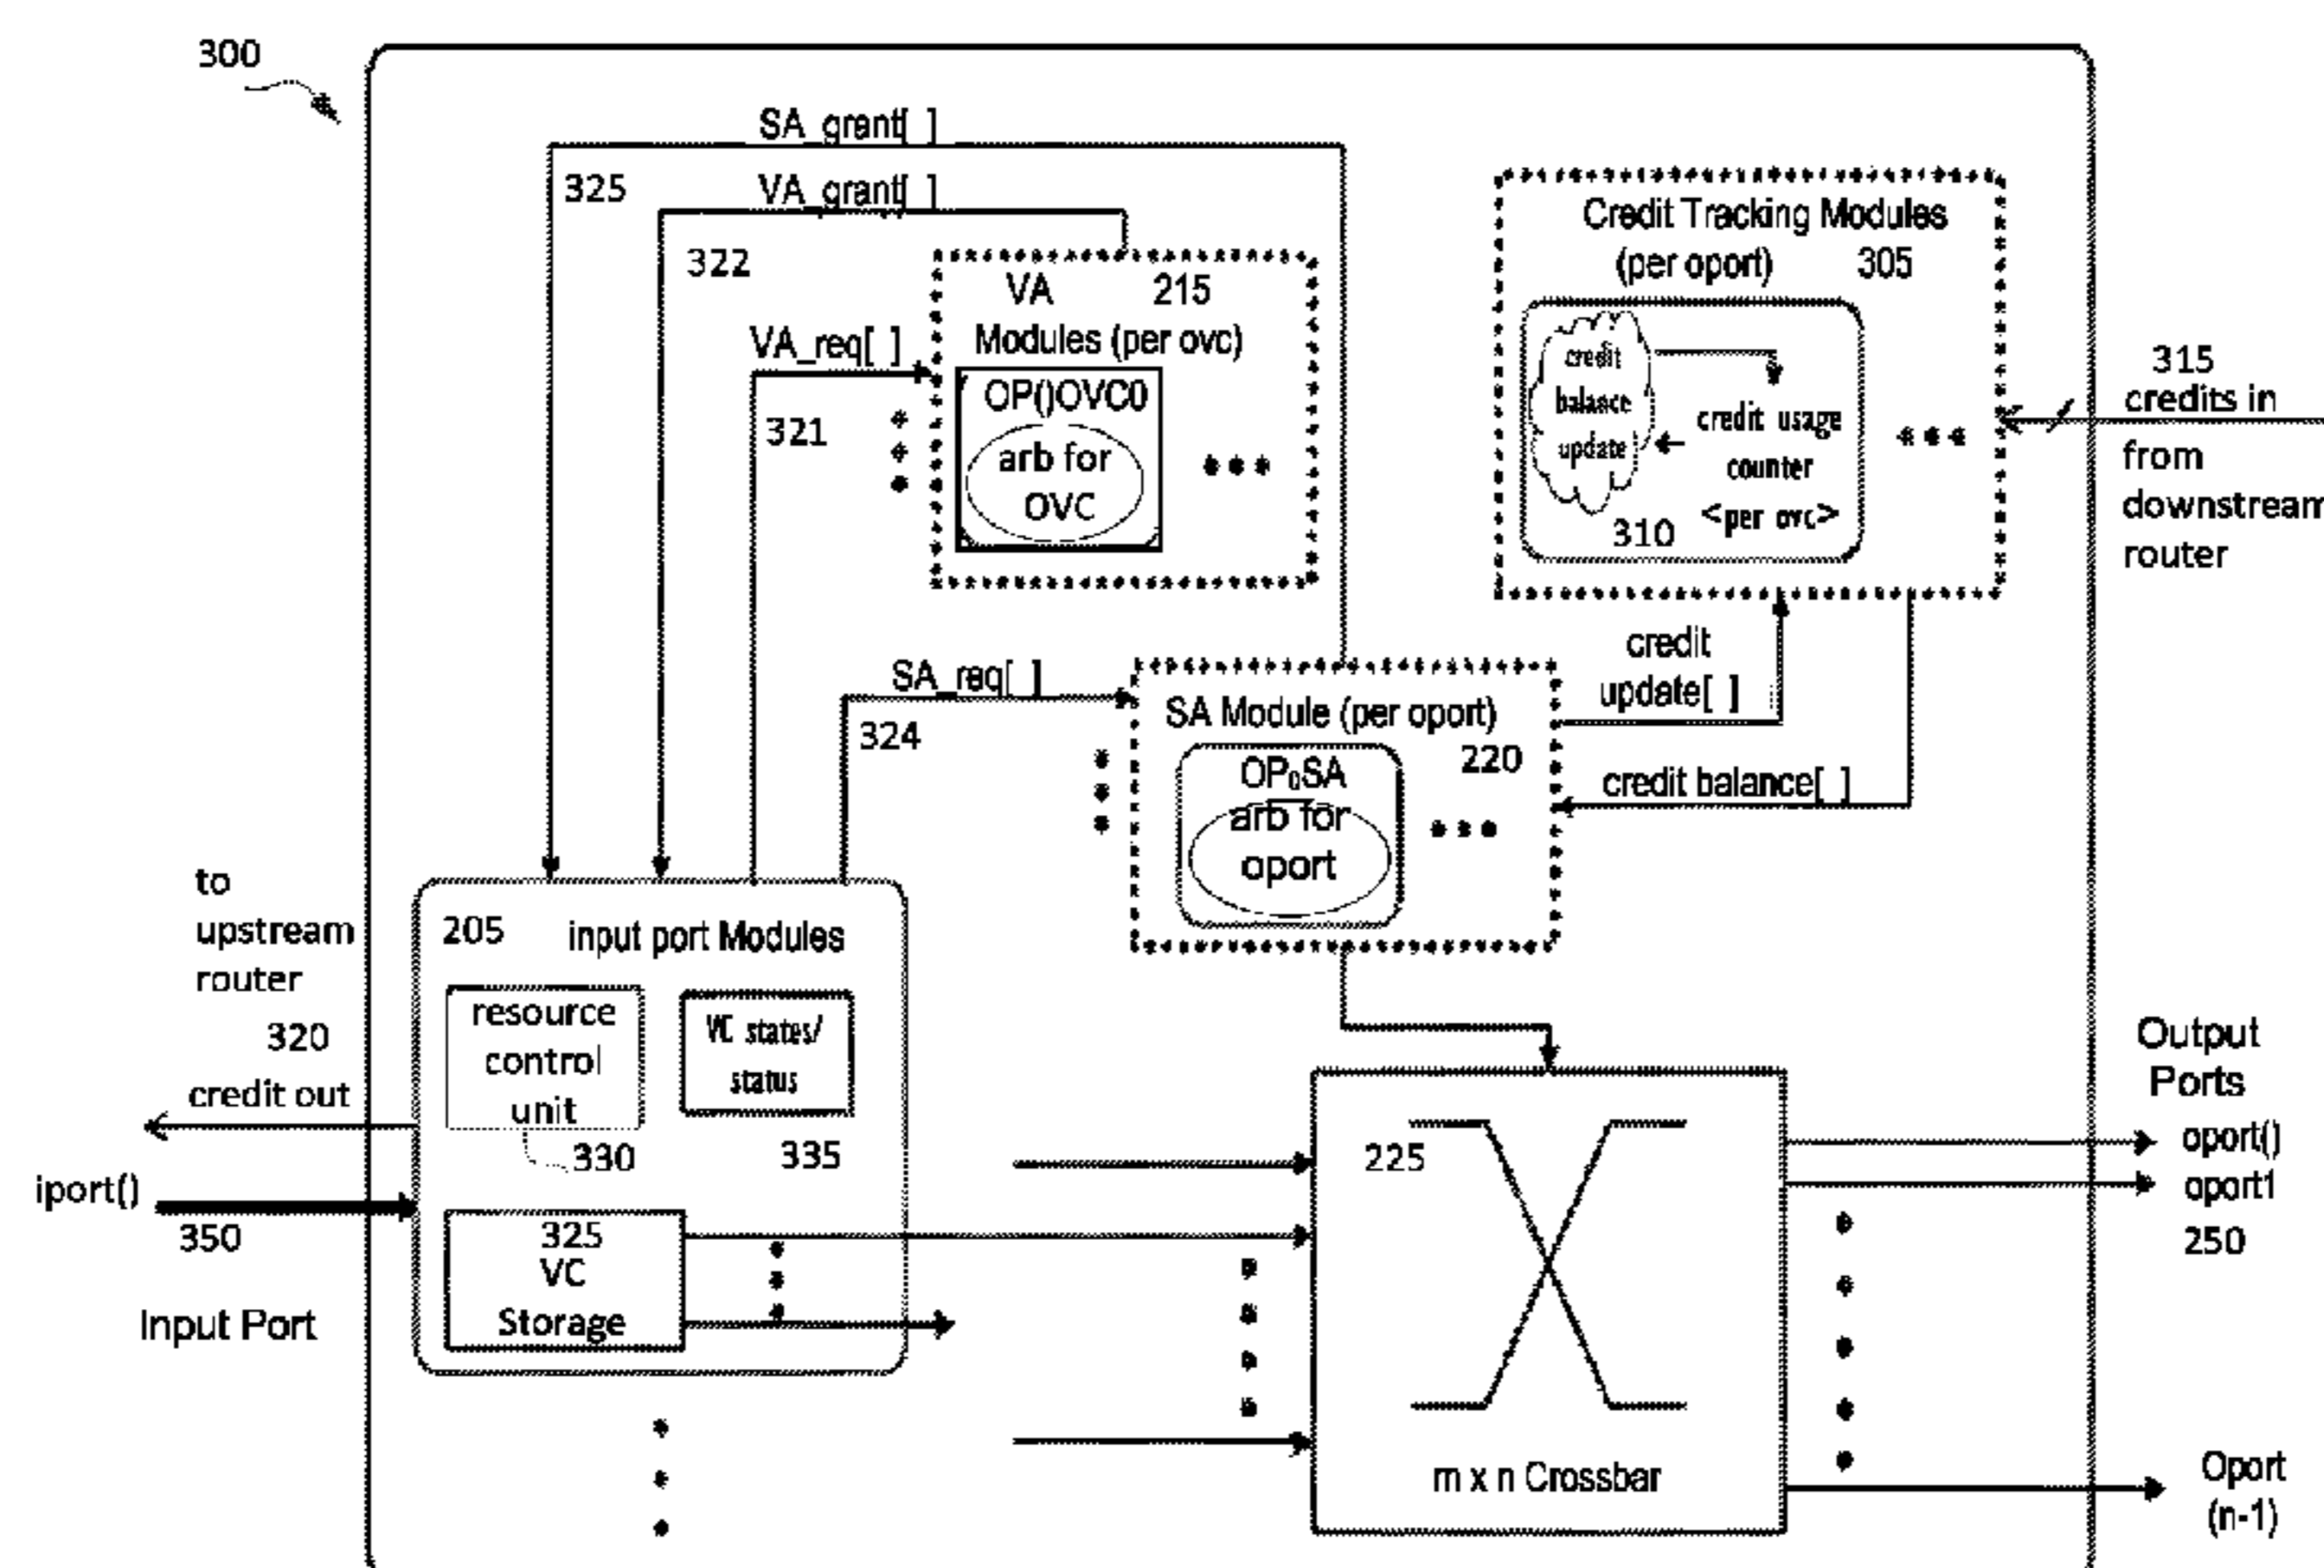 300
SA_grant[ ]
325
VA_grant[ ]
322
VA_req[ ]
321
VA 215
Modules (per ovc)
OP()OVC0
arb for
OVC
Credit Tracking Modules
(per oport) 305
credit
balance
update
credit usage
counter
<per ovc>
310
315
credits in
from
downstream
router
SA_req[ ]
324
SA Module (per oport)
220
OP₀SA
arb for
oport
credit
update[ ]
credit balance[ ]
to
upstream
router
320
credit out
iport()
350
Input Port
205 input port Modules
resource
control
unit
330
VC states/
status
335
325
VC
Storage
225
m x n Crossbar
Output
Ports
oport()
oport1
250
Oport
(n-1)